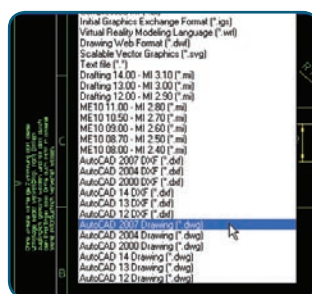 Initial Graphics Exchange Format (*.igs)
Virtual Reality Modeling Language (*.wrl)
Drawing Web Format (*.dwf)
Scalable Vector Graphics (*.svg)
Text file (*.*)
Drafting 14.00 - MI 3.10 (*.mi)
Drafting 13.00 - MI 3.00 (*.mi)
Drafting 12.00 - MI 2.90 (*.mi)
ME10 11.00 - MI 2.80 (*.mi)
ME10 10.50 - MI 2.70 (*.mi)
ME10 09.00 - MI 2.60 (*.mi)
ME10 08.70 - MI 2.50 (*.mi)
ME10 08.00 - MI 2.40 (*.mi)
AutoCAD 2007 DXF (*.dxf)
AutoCAD 2004 DXF (*.dxf)
AutoCAD 2000 DXF (*.dxf)
AutoCAD 14 DXF (*.dxf)
AutoCAD 13 DXF (*.dxf)
AutoCAD 12 DXF (*.dxf)
AutoCAD 2007 Drawing (*.dwg)
AutoCAD 2004 Drawing (*.dwg)
AutoCAD 2000 Drawing (*.dwg)
AutoCAD 14 Drawing (*.dwg)
AutoCAD 13 Drawing (*.dwg)
AutoCAD 12 Drawing (*.dwg)
C
B